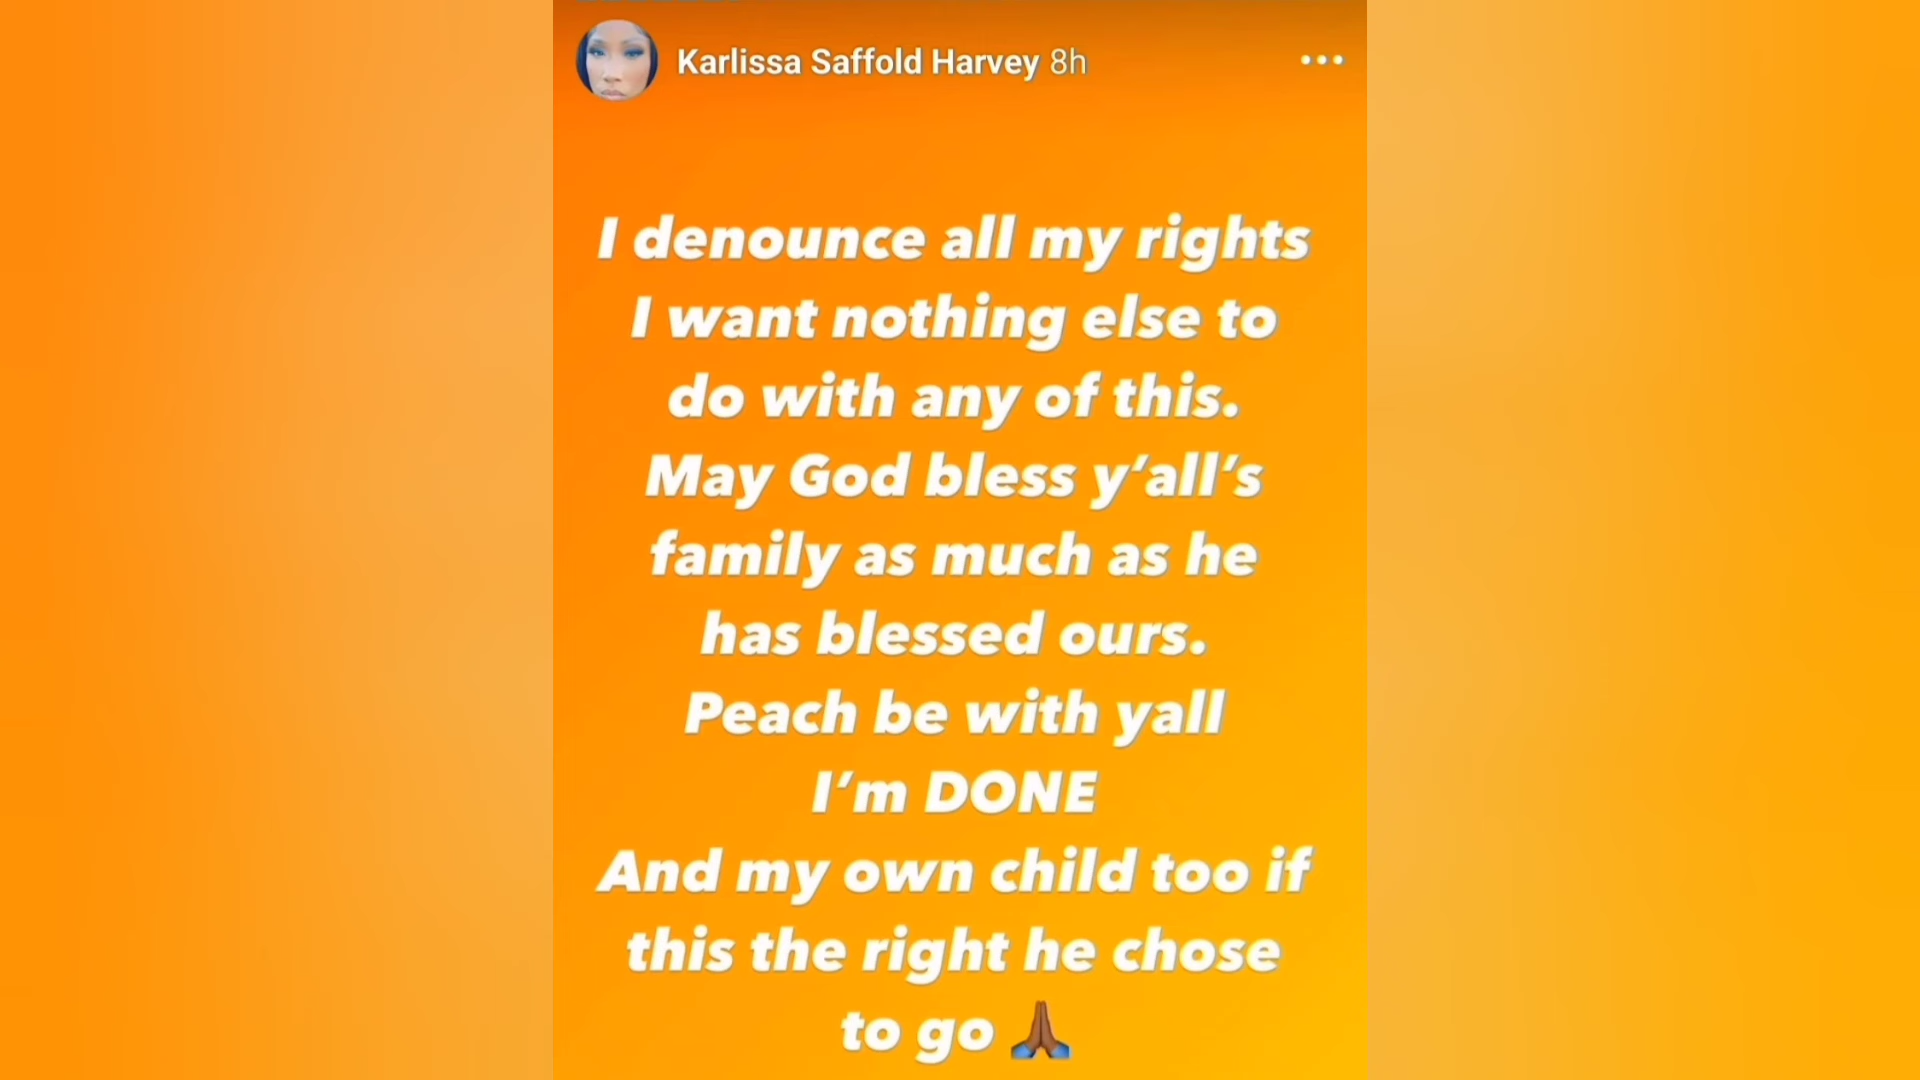 Karlissa Saffold Harvey 8h
I denounce all my rights
I want nothing else to
do with any of this.
May God bless y’all’s
family as much as he
has blessed ours.
Peach be with yall
I’m DONE
And my own child too if
this the right he chose
to go 🙏🏾